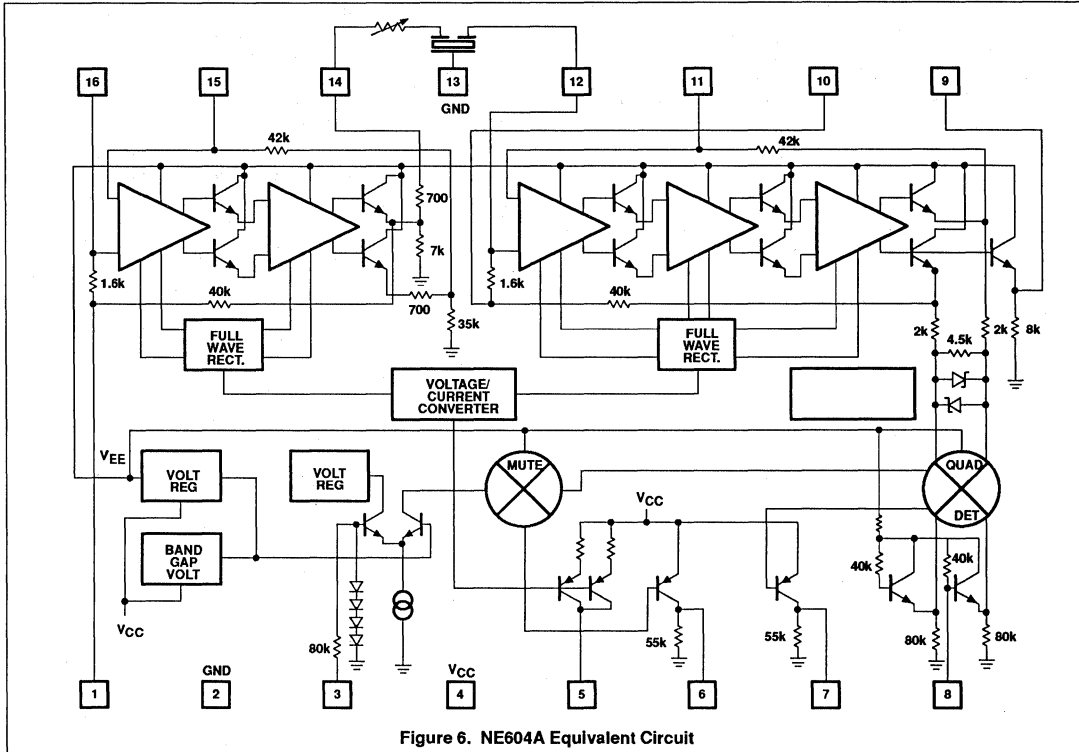 16
15
14
13
12
11
10
9
GND
42k
42k
700
7k
1.6k
40k
700
35k
1.6k
40k
2k
4.5k
2k
8k
FULL
WAVE
RECT.
FULL
WAVE
RECT.
VOLTAGE/
CURRENT
CONVERTER
VEE
VOLT
REG
VOLT
REG
MUTE
QUAD
DET
VCC
BAND
GAP
VOLT
VCC
80k
55k
55k
40k
40k
80k
80k
GND
VCC
1
2
3
4
5
6
7
8
Figure 6. NE604A Equivalent Circuit